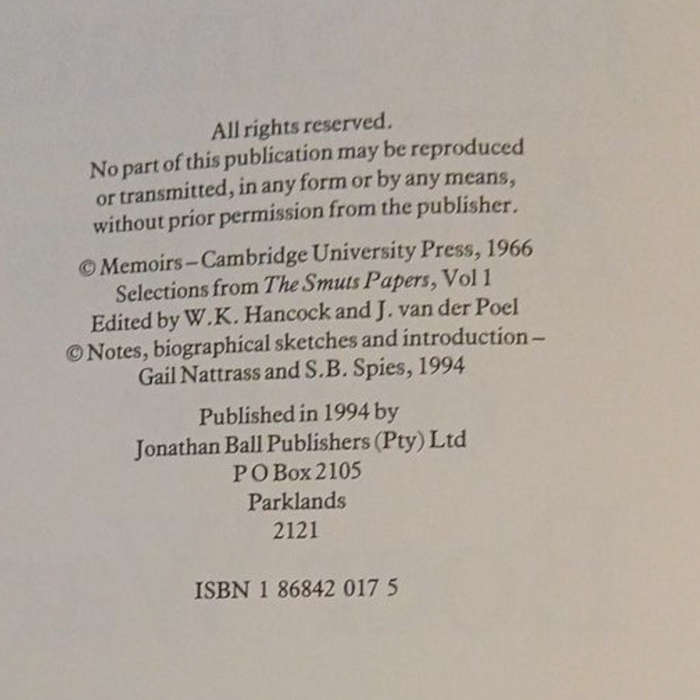 All rights reserved.
No part of this publication may be reproduced
or transmitted, in any form or by any means,
without prior permission from the publisher.
© Memoirs – Cambridge University Press, 1966
Selections from The Smuts Papers, Vol 1
Edited by W.K. Hancock and J. van der Poel
© Notes, biographical sketches and introduction –
Gail Nattrass and S.B. Spies, 1994
Published in 1994 by
Jonathan Ball Publishers (Pty) Ltd
P O Box 2105
Parklands
2121
ISBN 1 86842 017 5